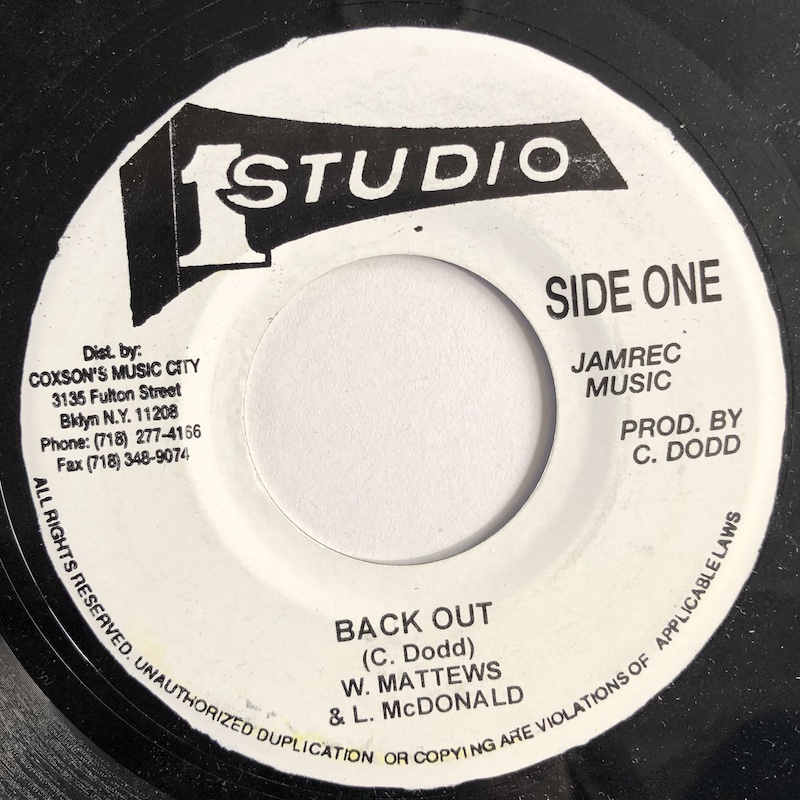 1 STUDIO
SIDE ONE
JAMREC
MUSIC
PROD. BY
C. DODD
Dist. by:
COXSON'S MUSIC CITY
3135 Fulton Street
Bklyn N.Y. 11208
Phone: (718) 277-4166
Fax (718) 348-9074
BACK OUT
(C. Dodd)
W. MATTEWS
& L. McDONALD
ALL RIGHTS RESERVED. UNAUTHORIZED DUPLICATION OR COPYING ARE VIOLATIONS OF APPLICABLE LAWS